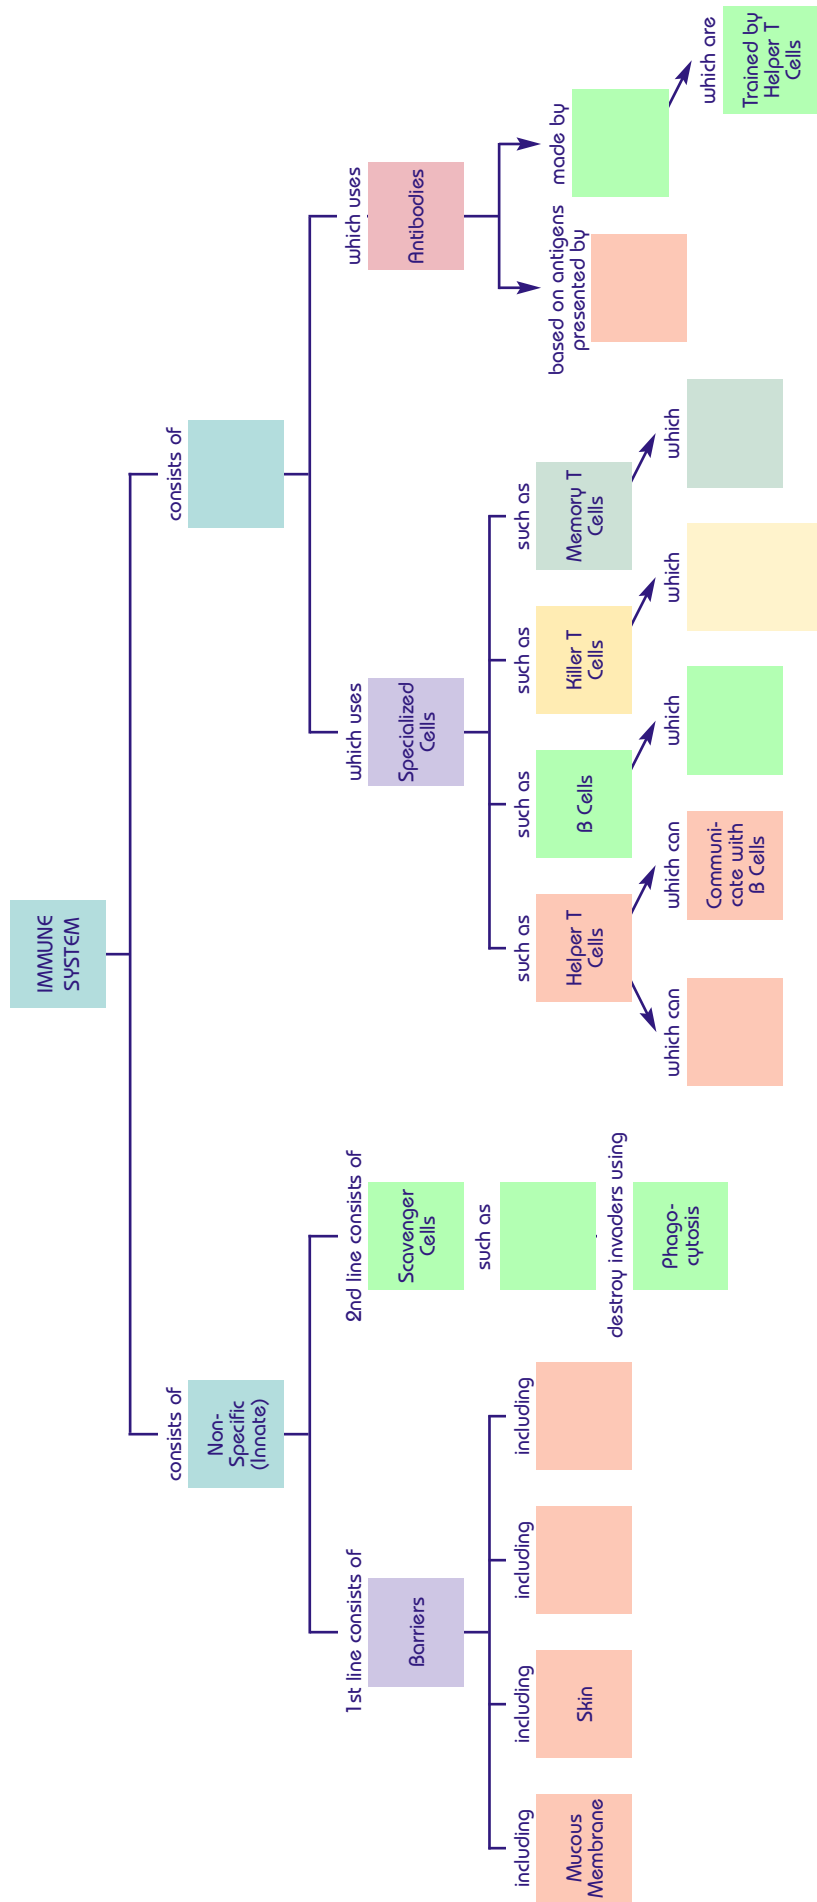 IMMUNE
SYSTEM
consists of
Non-
Specific
(Innate)
1st line consists of
Barriers
including
Mucous
Membrane
including
Skin
including
including
2nd line consists of
Scavenger
Cells
such as
destroy invaders using
Phago-
cytosis
consists of
which uses
Specialized
Cells
such as
Helper T
Cells
which can
which can
Communi-
cate with
B Cells
such as
B Cells
which
such as
Killer T
Cells
which
such as
Memory T
Cells
which
which uses
Antibodies
based on antigens
presented by
made by
which are
Trained by
Helper T
Cells